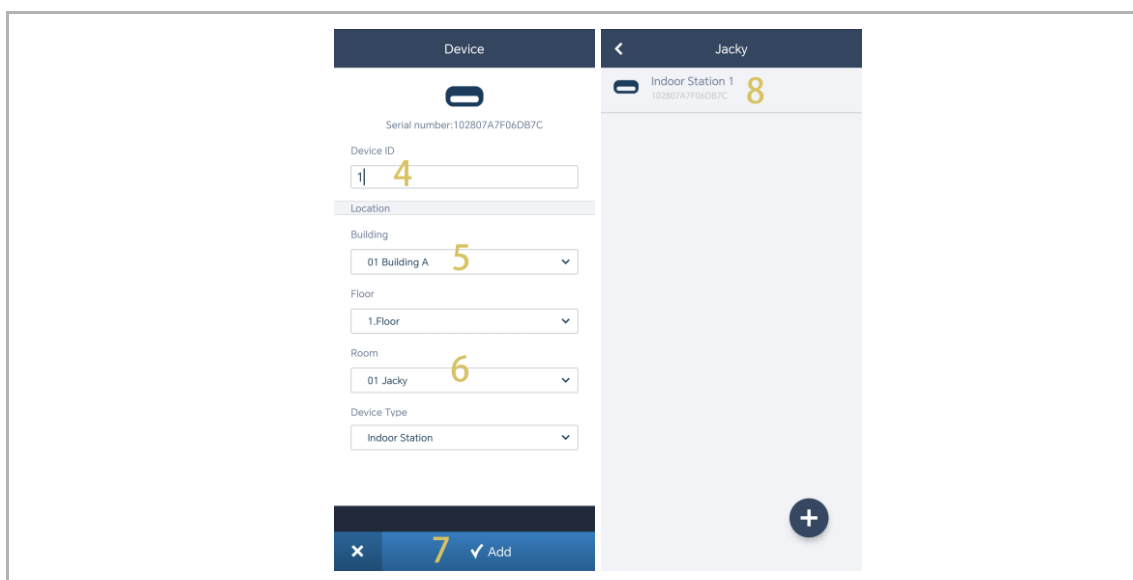 Device
Serial number:102807A7F06DB7C
Device ID
1
4
Location
Building
01 Building A
5
Floor
1.Floor
Room
01 Jacky
6
Device Type
Indoor Station
7
Add
Jacky
Indoor Station 1
102807A7F06DB7C
8